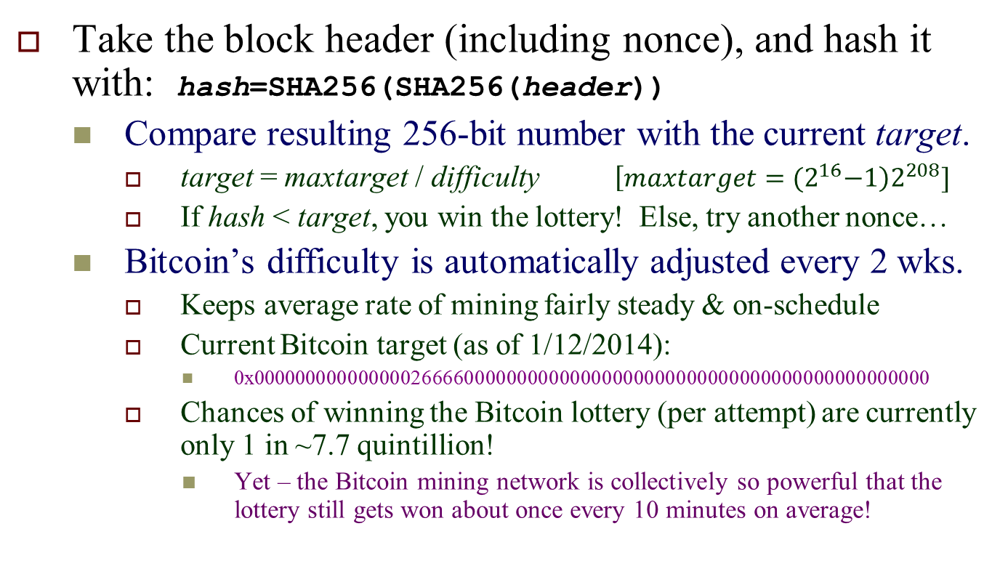 Take the block header (including nonce), and hash it
with: hash=SHA256(SHA256(header))
Compare resulting 256-bit number with the current target.
target = maxtarget / difficulty [maxtarget = (2¹⁶−1)2²⁰⁸]
If hash < target, you win the lottery! Else, try another nonce…
Bitcoin’s difficulty is automatically adjusted every 2 wks.
Keeps average rate of mining fairly steady & on-schedule
Current Bitcoin target (as of 1/12/2014):
0x0000000000000002666600000000000000000000000000000000000000000000
Chances of winning the Bitcoin lottery (per attempt) are currently
only 1 in ~7.7 quintillion!
Yet – the Bitcoin mining network is collectively so powerful that the
lottery still gets won about once every 10 minutes on average!